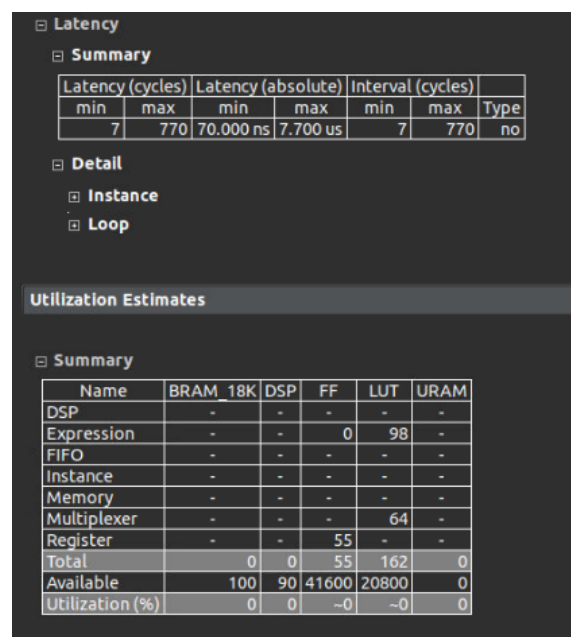 Latency
Summary
Latency (cycles) Latency (absolute) Interval (cycles)
min max min max min max Type
7 770 70.000 ns 7.700 us 7 770 no
Detail
Instance
Loop
Utilization Estimates
Summary
Name BRAM_18K DSP FF LUT URAM
DSP - - - - -
Expression - - 0 98 -
FIFO - - - - -
Instance - - - - -
Memory - - - - -
Multiplexer - - - 64 -
Register - - 55 - -
Total 0 0 55 162 0
Available 100 90 41600 20800 0
Utilization (%) 0 0 ~0 ~0 0